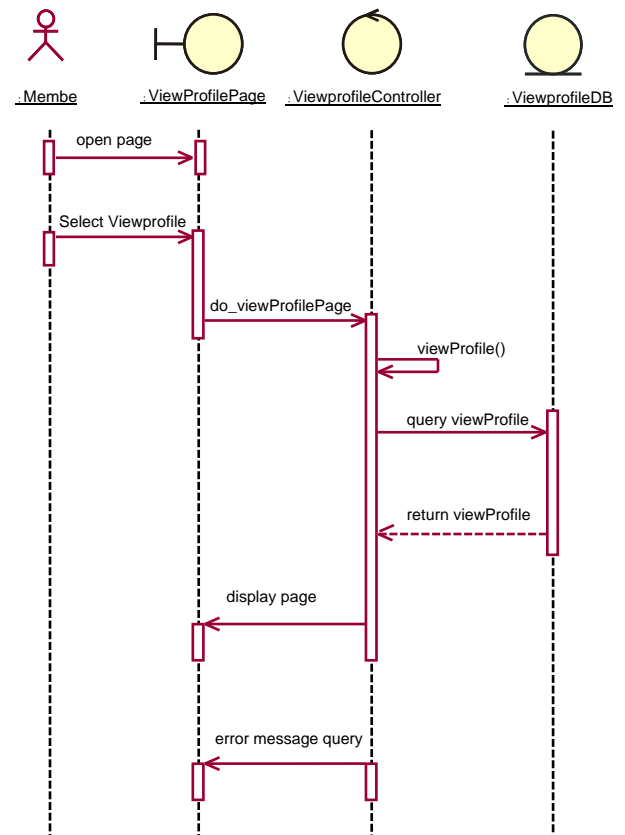 : Membe
: ViewProfilePage
: ViewprofileController
: ViewprofileDB
open page
Select Viewprofile
do_viewProfilePage
viewProfile()
query viewProfile
return viewProfile
display page
error message query